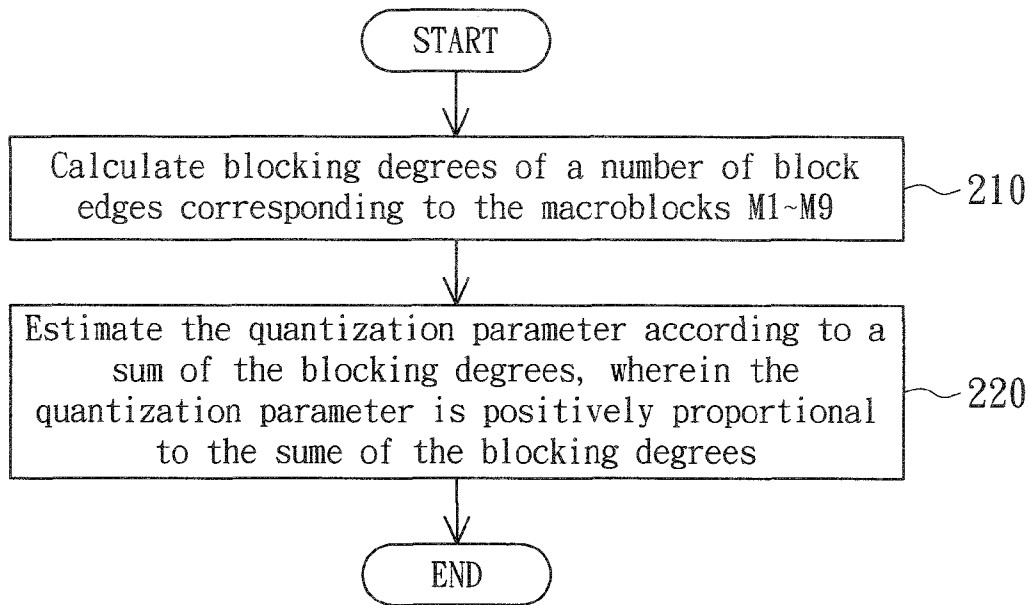 START
Calculate blocking degrees of a number of block
edges corresponding to the macroblocks M1~M9
210
Estimate the quantization parameter according to a
sum of the blocking degrees, wherein the
quantization parameter is positively proportional
to the sume of the blocking degrees
220
END